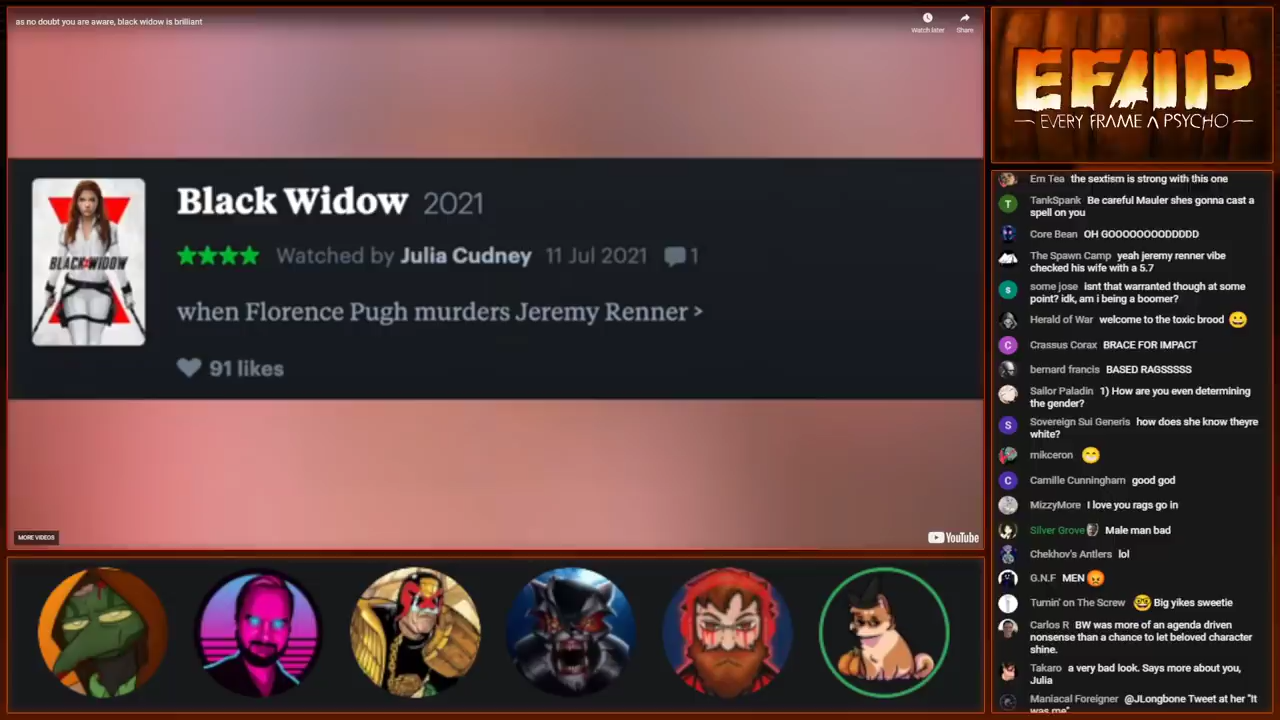 as no doubt you are aware, black widow is brilliant
Watch later
Share
BLACK WIDOW
Black Widow 2021
★★★★ Watched by Julia Cudney 11 Jul 2021 1
when Florence Pugh murders Jeremy Renner >
91 likes
MORE VIDEOS
YouTube
EFAP
EVERY FRAME A PSYCHO
Em Tea the sextism is strong with this one
TankSpank Be careful Mauler shes gonna cast a
spell on you
Core Bean OH GOOOOOOODDDDD
The Spawn Camp yeah jeremy renner vibe
checked his wife with a 5.7
s
some jose isnt that warranted though at some
point? idk, am i being a boomer?
Herald of War welcome to the toxic brood 😀
C
Crassus Corax BRACE FOR IMPACT
bernard francis BASED RAGSSSSS
Sailor Paladin 1) How are you even determining
the gender?
S
Sovereign Sui Generis how does she know theyre
white?
mikceron 😁
C
Camille Cunningham good god
MizzyMore I love you rags go in
Silver Grove Male man bad
Chekhov's Antlers lol
G.N.F MEN 😡
Turnin' on The Screw 🤓 Big yikes sweetie
Carlos R BW was more of an agenda driven
nonsense than a chance to let beloved character
shine.
Takaro a very bad look. Says more about you,
Julia
Maniacal Foreigner @JLongbone Tweet at her "It
was me"
T